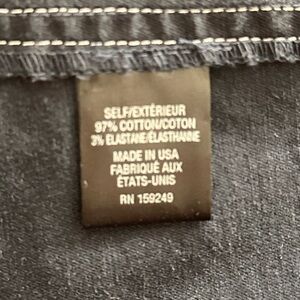 SELF/EXTÉRIEUR
97% COTTON/COTON
3% ELASTANE/ÉLASTHANNE
MADE IN USA
FABRIQUÉ AUX
ÉTATS-UNIS
RN 159249